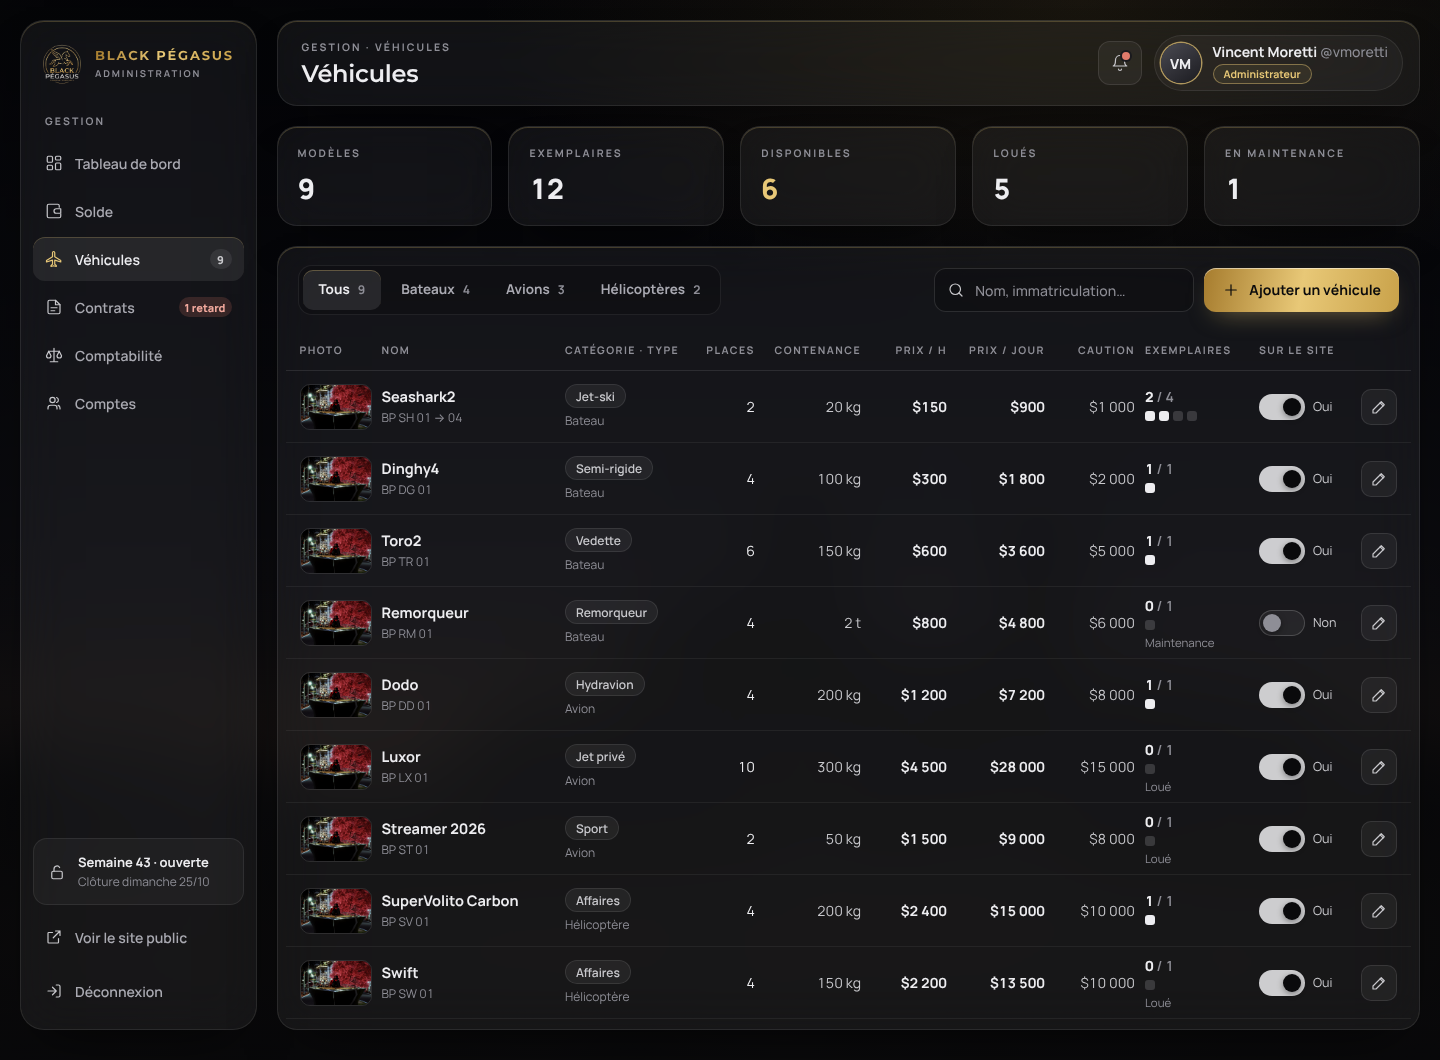 BLACK PÉGASUS
BLACK PÉGASUS
ADMINISTRATION
GESTION
Tableau de bord
Solde
Véhicules 9
Contrats 1 retard
Comptabilité
Comptes
Semaine 43 · ouverte
Clôture dimanche 25/10
Voir le site public
Déconnexion
GESTION · VÉHICULES
Véhicules
VM
Vincent Moretti @vmoretti
Administrateur
MODÈLES
9
EXEMPLAIRES
12
DISPONIBLES
6
LOUÉS
5
EN MAINTENANCE
1
Tous 9 Bateaux 4 Avions 3 Hélicoptères 2
Nom, immatriculation…
Ajouter un véhicule
PHOTO NOM CATÉGORIE · TYPE PLACES CONTENANCE PRIX / H PRIX / JOUR CAUTION EXEMPLAIRES SUR LE SITE
Seashark2 Jet-ski 2 20 kg $150 $900 $1 000 2 / 4 Oui
BP SH 01 → 04 Bateau
Dinghy4 Semi-rigide 4 100 kg $300 $1 800 $2 000 1 / 1 Oui
BP DG 01 Bateau
Toro2 Vedette 6 150 kg $600 $3 600 $5 000 1 / 1 Oui
BP TR 01 Bateau
Remorqueur Remorqueur 4 2 t $800 $4 800 $6 000 0 / 1 Non
BP RM 01 Bateau Maintenance
Dodo Hydravion 4 200 kg $1 200 $7 200 $8 000 1 / 1 Oui
BP DD 01 Avion
Luxor Jet privé 10 300 kg $4 500 $28 000 $15 000 0 / 1 Oui
BP LX 01 Avion Loué
Streamer 2026 Sport 2 50 kg $1 500 $9 000 $8 000 0 / 1 Oui
BP ST 01 Avion Loué
SuperVolito Carbon Affaires 4 200 kg $2 400 $15 000 $10 000 1 / 1 Oui
BP SV 01 Hélicoptère
Swift Affaires 4 150 kg $2 200 $13 500 $10 000 0 / 1 Oui
BP SW 01 Hélicoptère Loué